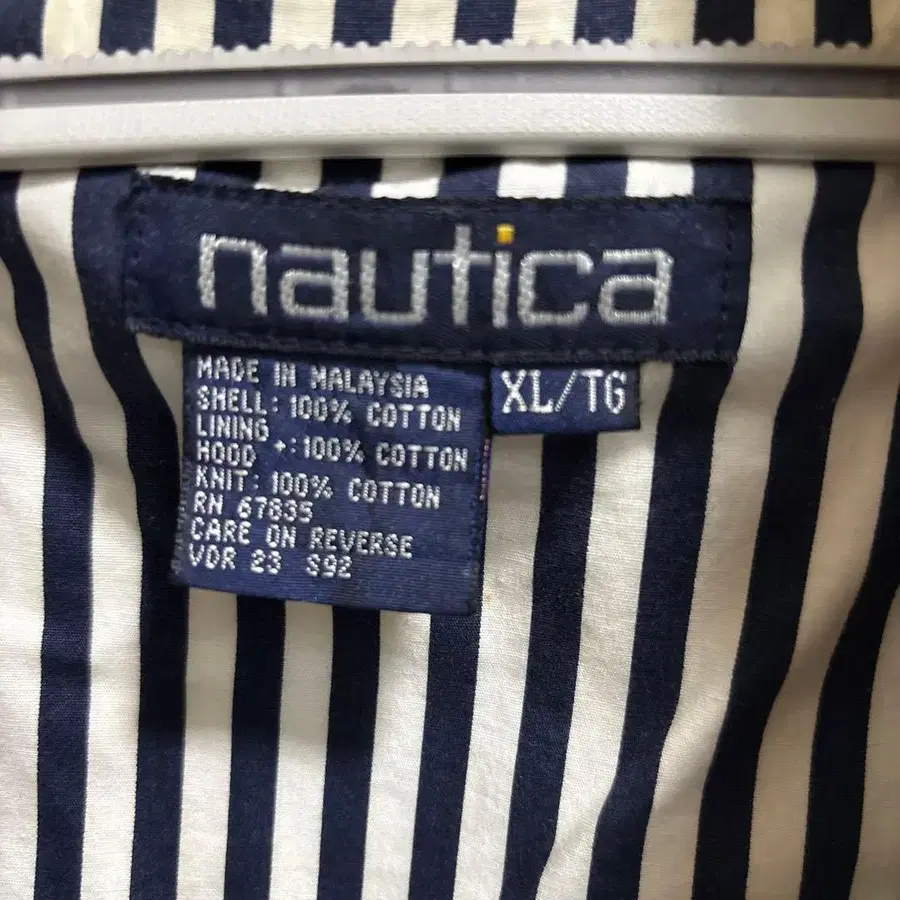 nautica
XL/TG
MADE IN MALAYSIA
SHELL: 100% COTTON
LINING
HOOD +: 100% COTTON
KNIT: 100% COTTON
RN 67835
CARE ON REVERSE
VDR 23 S92